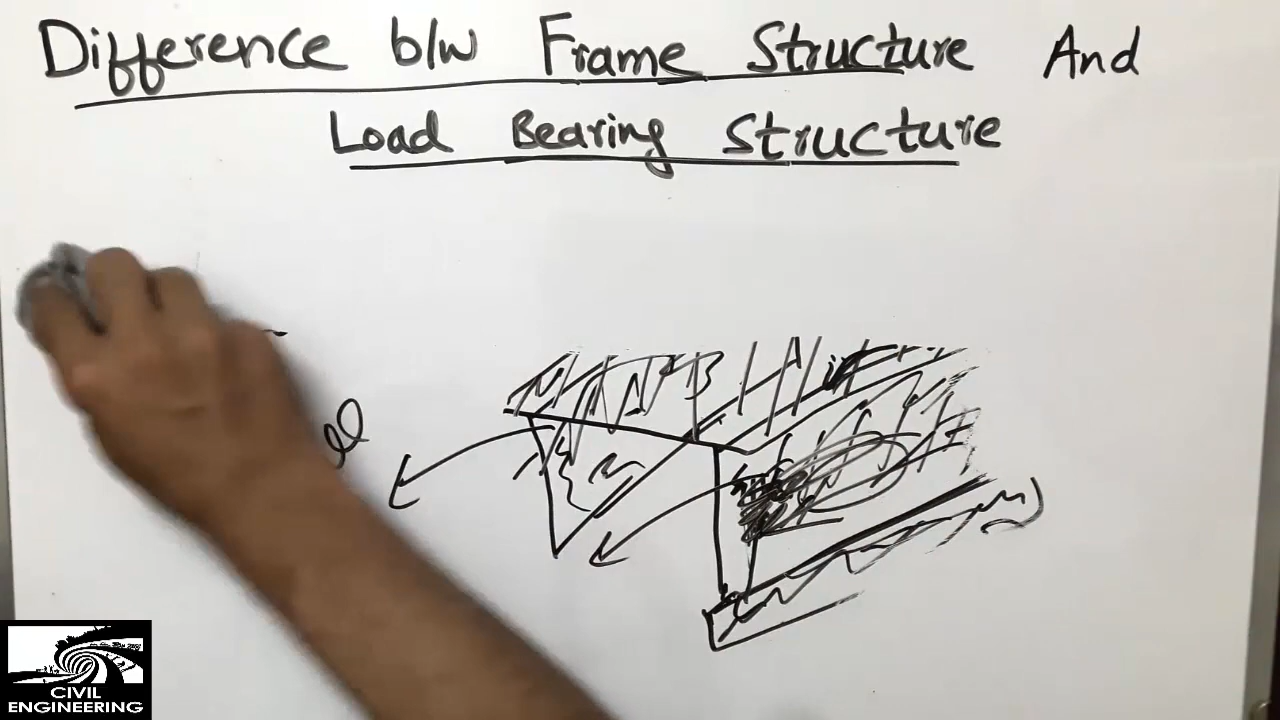 Difference b/w Frame Structure And
Load Bearing Structure
CIVIL
ENGINEERING